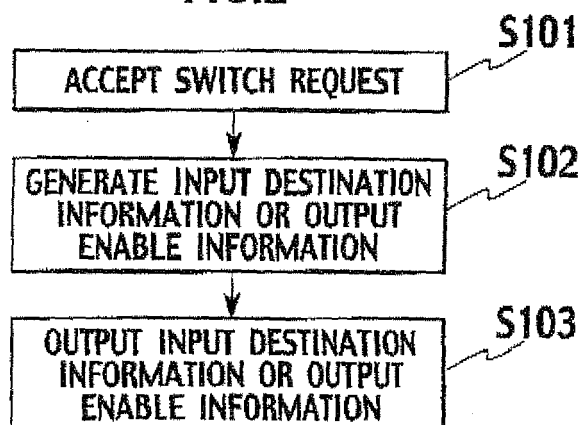 S101
ACCEPT SWITCH REQUEST
S102
GENERATE INPUT DESTINATION
INFORMATION OR OUTPUT
ENABLE INFORMATION
S103
OUTPUT INPUT DESTINATION
INFORMATION OR OUTPUT
ENABLE INFORMATION